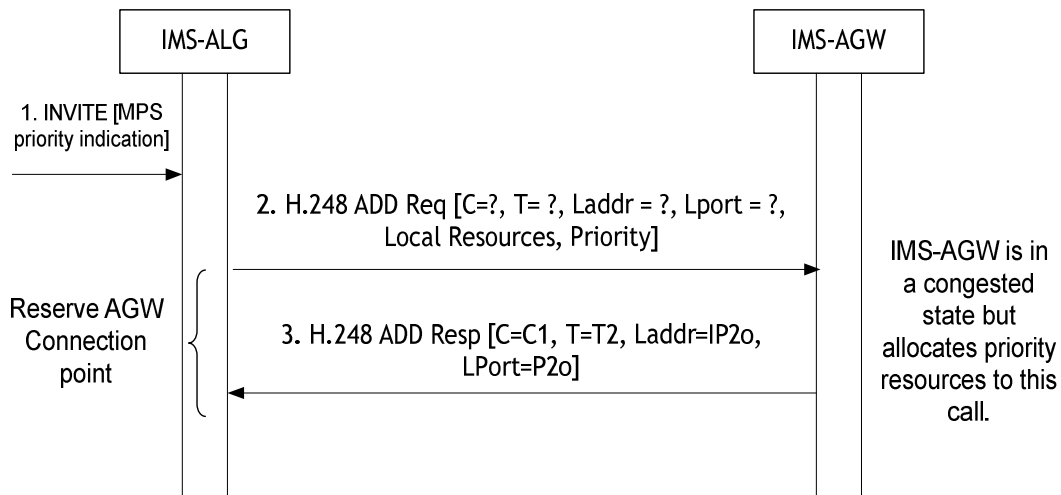 IMS-ALG
IMS-AGW
1. INVITE [MPS
priority indication]
2. H.248 ADD Req [C=?, T= ?, Laddr = ?, Lport = ?,
Local Resources, Priority]
IMS-AGW is in
a congested
state but
allocates priority
resources to this
call.
Reserve AGW
Connection
point
3. H.248 ADD Resp [C=C1, T=T2, Laddr=IP2o,
LPort=P2o]